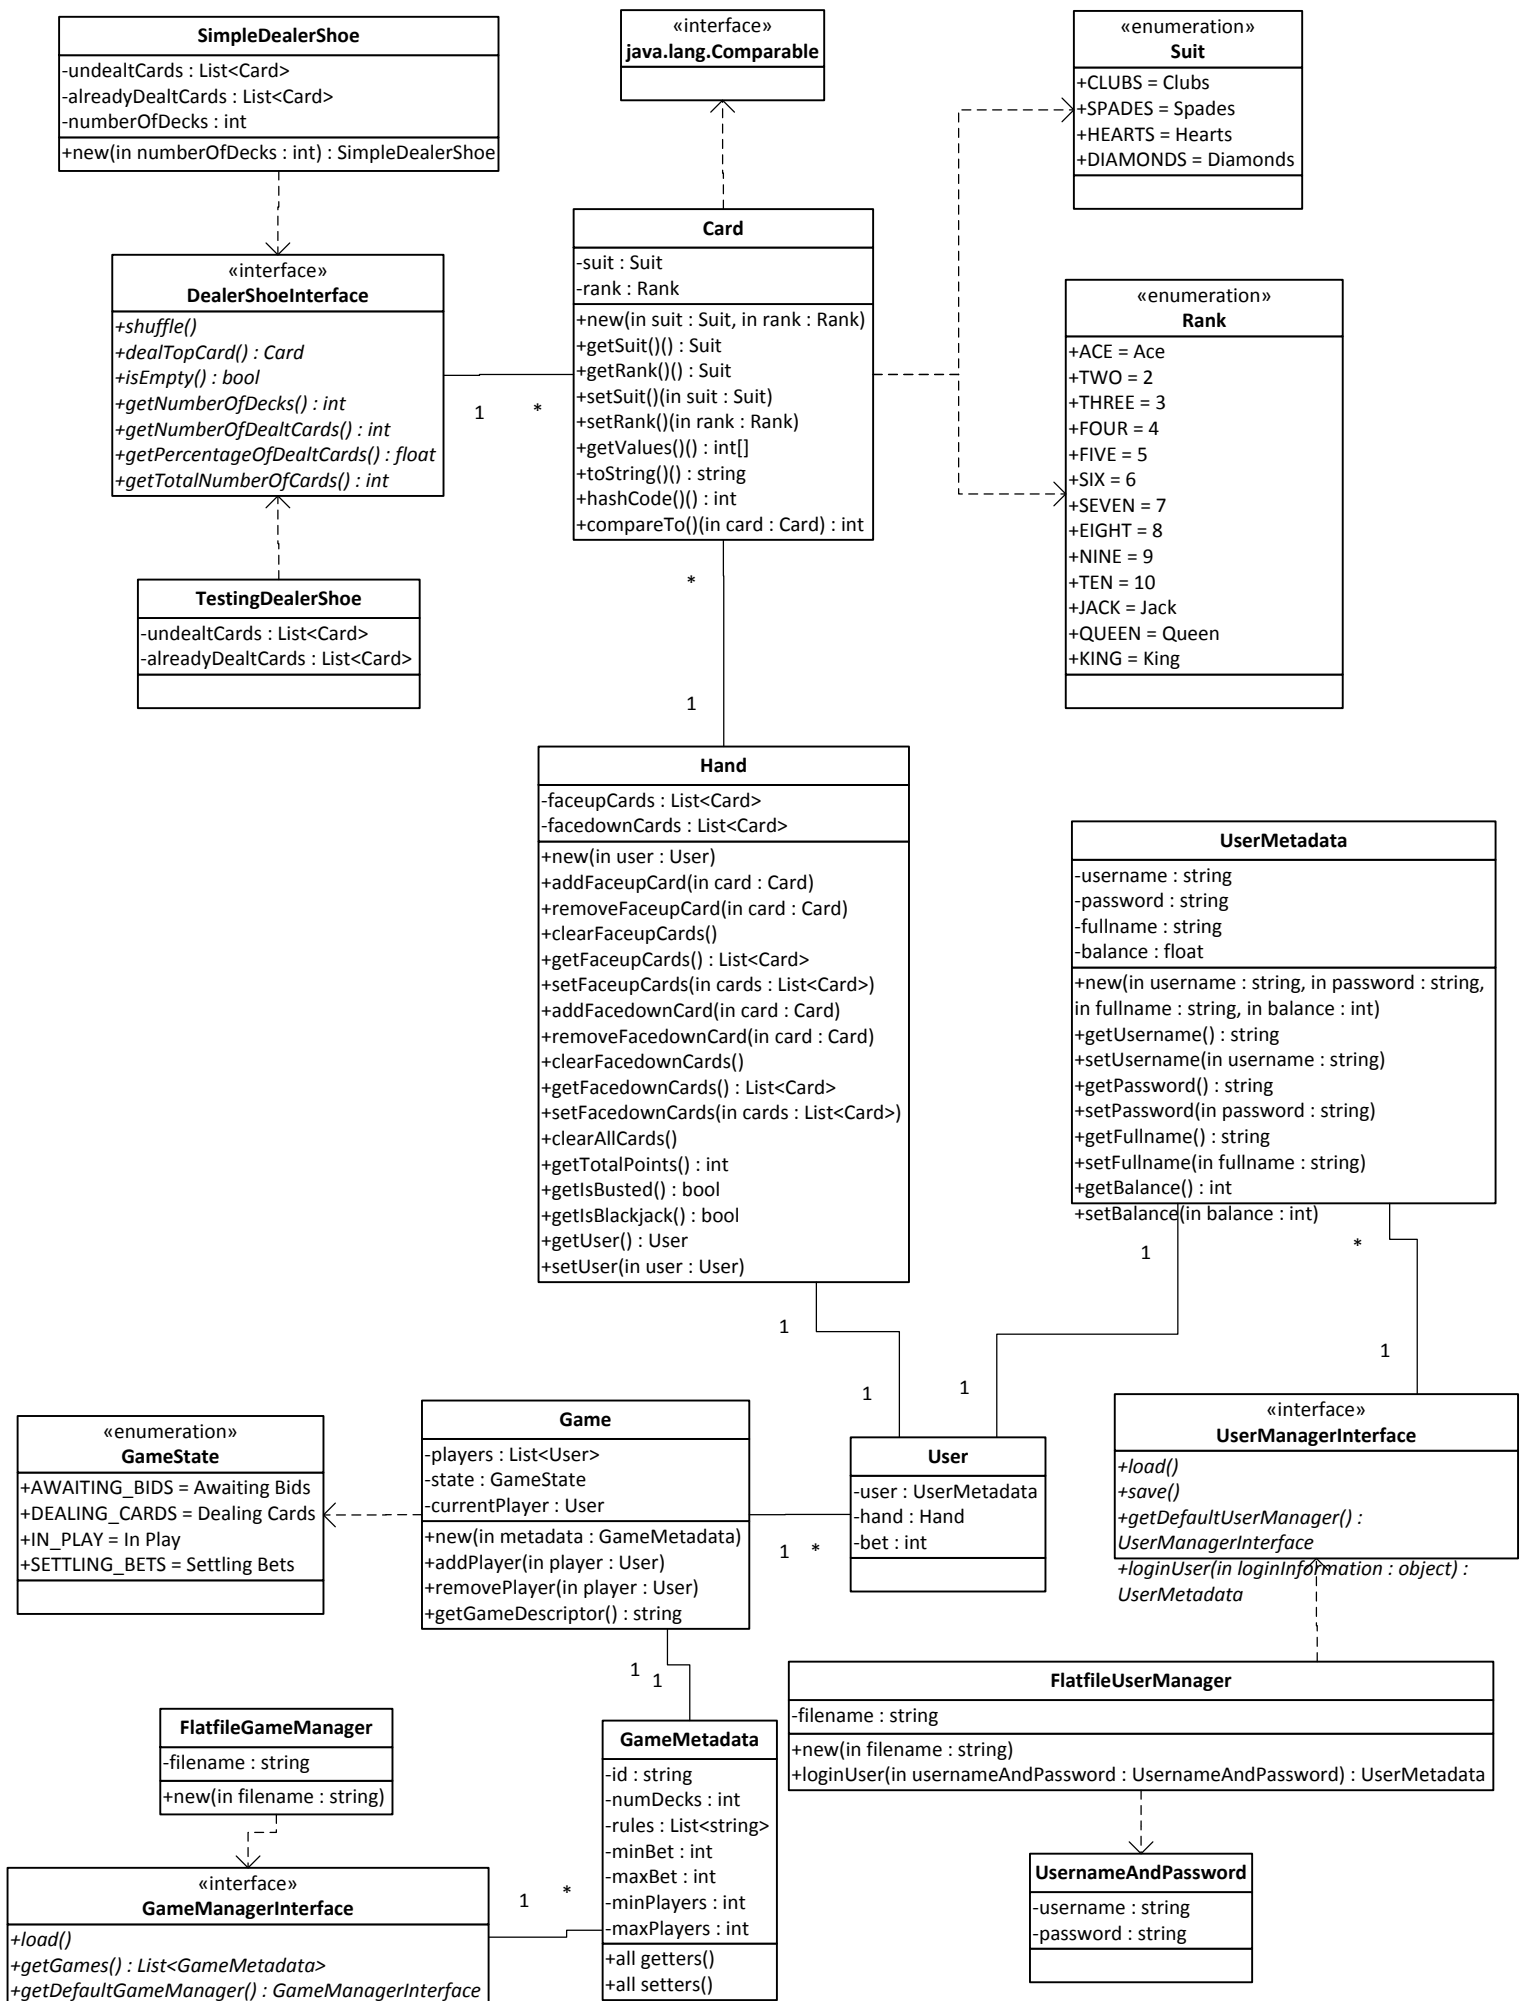 SimpleDealerShoe
-undealtCards : List<Card>
-alreadyDealtCards : List<Card>
-numberOfDecks : int
+new(in numberOfDecks : int) : SimpleDealerShoe
«interface»
java.lang.Comparable
«enumeration»
Suit
+CLUBS = Clubs
+SPADES = Spades
+HEARTS = Hearts
+DIAMONDS = Diamonds
«interface»
DealerShoeInterface
+shuffle()
+dealTopCard() : Card
+isEmpty() : bool
+getNumberOfDecks() : int
+getNumberOfDealtCards() : int
+getPercentageOfDealtCards() : float
+getTotalNumberOfCards() : int
1
*
Card
-suit : Suit
-rank : Rank
+new(in suit : Suit, in rank : Rank)
+getSuit()() : Suit
+getRank()() : Suit
+setSuit()(in suit : Suit)
+setRank()(in rank : Rank)
+getValues()() : int[]
+toString()() : string
+hashCode()() : int
+compareTo()(in card : Card) : int
«enumeration»
Rank
+ACE = Ace
+TWO = 2
+THREE = 3
+FOUR = 4
+FIVE = 5
+SIX = 6
+SEVEN = 7
+EIGHT = 8
+NINE = 9
+TEN = 10
+JACK = Jack
+QUEEN = Queen
+KING = King
TestingDealerShoe
-undealtCards : List<Card>
-alreadyDealtCards : List<Card>
*
1
Hand
-faceupCards : List<Card>
-facedownCards : List<Card>
+new(in user : User)
+addFaceupCard(in card : Card)
+removeFaceupCard(in card : Card)
+clearFaceupCards()
+getFaceupCards() : List<Card>
+setFaceupCards(in cards : List<Card>)
+addFacedownCard(in card : Card)
+removeFacedownCard(in card : Card)
+clearFacedownCards()
+getFacedownCards() : List<Card>
+setFacedownCards(in cards : List<Card>)
+clearAllCards()
+getTotalPoints() : int
+getIsBusted() : bool
+getIsBlackjack() : bool
+getUser() : User
+setUser(in user : User)
UserMetadata
-username : string
-password : string
-fullname : string
-balance : float
+new(in username : string, in password : string,
in fullname : string, in balance : int)
+getUsername() : string
+setUsername(in username : string)
+getPassword() : string
+setPassword(in password : string)
+getFullname() : string
+setFullname(in fullname : string)
+getBalance() : int
+setBalance(in balance : int)
1
*
1
1
1
1
«enumeration»
GameState
+AWAITING_BIDS = Awaiting Bids
+DEALING_CARDS = Dealing Cards
+IN_PLAY = In Play
+SETTLING_BETS = Settling Bets
Game
-players : List<User>
-state : GameState
-currentPlayer : User
+new(in metadata : GameMetadata)
+addPlayer(in player : User)
+removePlayer(in player : User)
+getGameDescriptor() : string
1
*
User
-user : UserMetadata
-hand : Hand
-bet : int
«interface»
UserManagerInterface
+load()
+save()
+getDefaultUserManager() :
UserManagerInterface
+loginUser(in loginInformation : object) :
UserMetadata
1
1
FlatfileUserManager
-filename : string
+new(in filename : string)
+loginUser(in usernameAndPassword : UsernameAndPassword) : UserMetadata
FlatfileGameManager
-filename : string
+new(in filename : string)
GameMetadata
-id : string
-numDecks : int
-rules : List<string>
-minBet : int
-maxBet : int
-minPlayers : int
-maxPlayers : int
+all getters()
+all setters()
UsernameAndPassword
-username : string
-password : string
«interface»
GameManagerInterface
+load()
+getGames() : List<GameMetadata>
+getDefaultGameManager() : GameManagerInterface
1
*